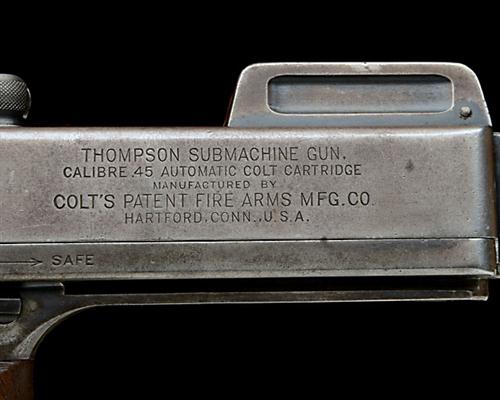 THOMPSON SUBMACHINE GUN,
CALIBRE .45 AUTOMATIC COLT CARTRIDGE
MANUFACTURED BY
COLT'S PATENT FIRE ARMS MFG.CO.
HARTFORD, CONN., U.S.A.
SAFE